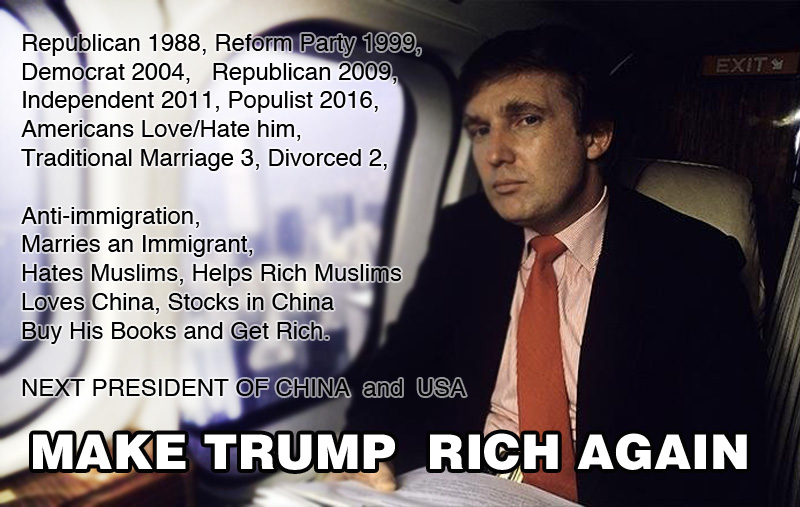 Republican 1988, Reform Party 1999,
Democrat 2004, Republican 2009,
Independent 2011, Populist 2016,
Americans Love/Hate him,
Traditional Marriage 3, Divorced 2,
Anti-immigration,
Marries an Immigrant,
Hates Muslims, Helps Rich Muslims
Loves China, Stocks in China
Buy His Books and Get Rich.
NEXT PRESIDENT OF CHINA and USA
MAKE TRUMP RICH AGAIN
EXIT